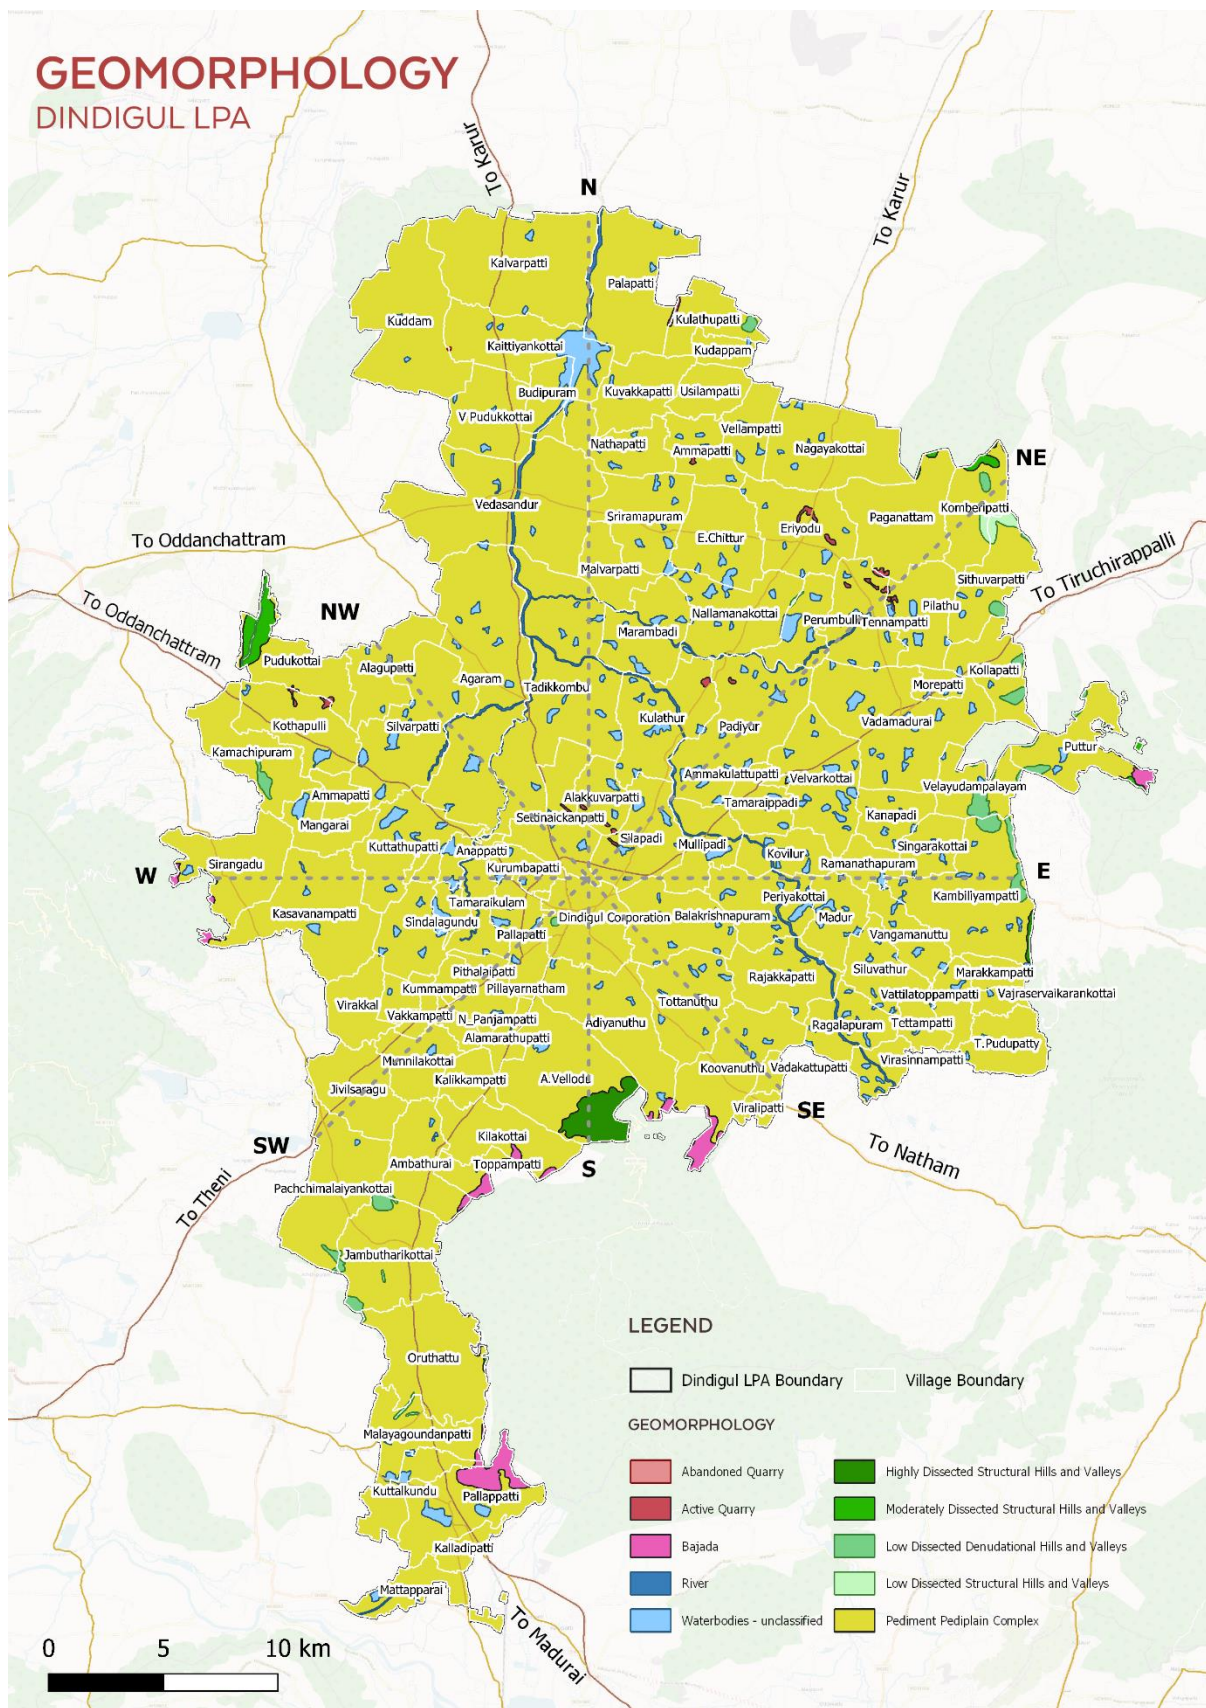 GEOMORPHOLOGY
DINDIGUL LPA
To Karur
N
To Karur
Kalvarpatti
Palapatti
Kuddam
Kulathupatti
Kaittiyankottai
Kudappam
Budipuram
Kuvakkapatti
Usilampatti
V Pudukkottai
Vellampatti
Nathapatti
Ammapatti
Nagayakottai
NE
Vedasandur
Komberipatti
Sriramapuram
Eriyodu
Paganattam
E.Chittur
To Oddanchattram
Malvarpatti
Sithuvarpatti
To Tiruchirappalli
To Oddanchattram
NW
Nallamanakottai
Pilathu
Marambadi
Perumbulli
Tennampatti
Pudukottai
Alagupatti
Agaram
Kollapatti
Tadikkombu
Morepatti
Kothapulli
Silvarpatti
Kulathur
Padiyur
Vadamadurai
Kamachipuram
Puttur
Ammakulattupatti
Velvarkottai
Velayudampalayam
Ammapatti
Alakkuvarpatti
Tamaraippadi
Mangarai
Settinaickanpatti
Kanapadi
Kuttathupatti
Anappatti
Silapadi
Mullipadi
Kovilur
Singarakottai
W
Sirangadu
Kurumbapatti
Ramanathapuram
E
Kasavanampatti
Tamaraikulam
Periyakottai
Kambiliyampatti
Sindalagundu
Dindigul Corporation
Balakrishnapuram
Madur
Pallapatti
Vangamanuttu
Pithalaipatti
Rajakkapatti
Siluvathur
Marakkampatti
Kummampatti
Pillayarnatham
Vattilatoppampatti
Vajraservaikarankottai
Virakkal
Vakkampatti
N_Panjampatti
Tottanuthu
Adiyanuthu
Ragalapuram
Tettampatti
Alamarathupatti
T.Pudupatty
Munnilakottai
Virasinnampatti
Jivilsaragu
Kalikkampatti
A.Vellodu
Koovanuthu
Vadakattupatti
Viralipatti
SE
SW
Kilakottai
To Natham
Ambathurai
Toppampatti
S
To Theni
Pachchimalaiyankottai
Jambutharikottai
Oruthattu
Malayagoundanpatti
Kuttalkundu
Pallappatti
Kalladipatti
Mattapparai
To Madurai
LEGEND
Dindigul LPA Boundary
Village Boundary
GEOMORPHOLOGY
Abandoned Quarry
Active Quarry
Bajada
River
Waterbodies - unclassified
Highly Dissected Structural Hills and Valleys
Moderately Dissected Structural Hills and Valleys
Low Dissected Denudational Hills and Valleys
Low Dissected Structural Hills and Valleys
Pediment Pediplain Complex
0 5 10 km